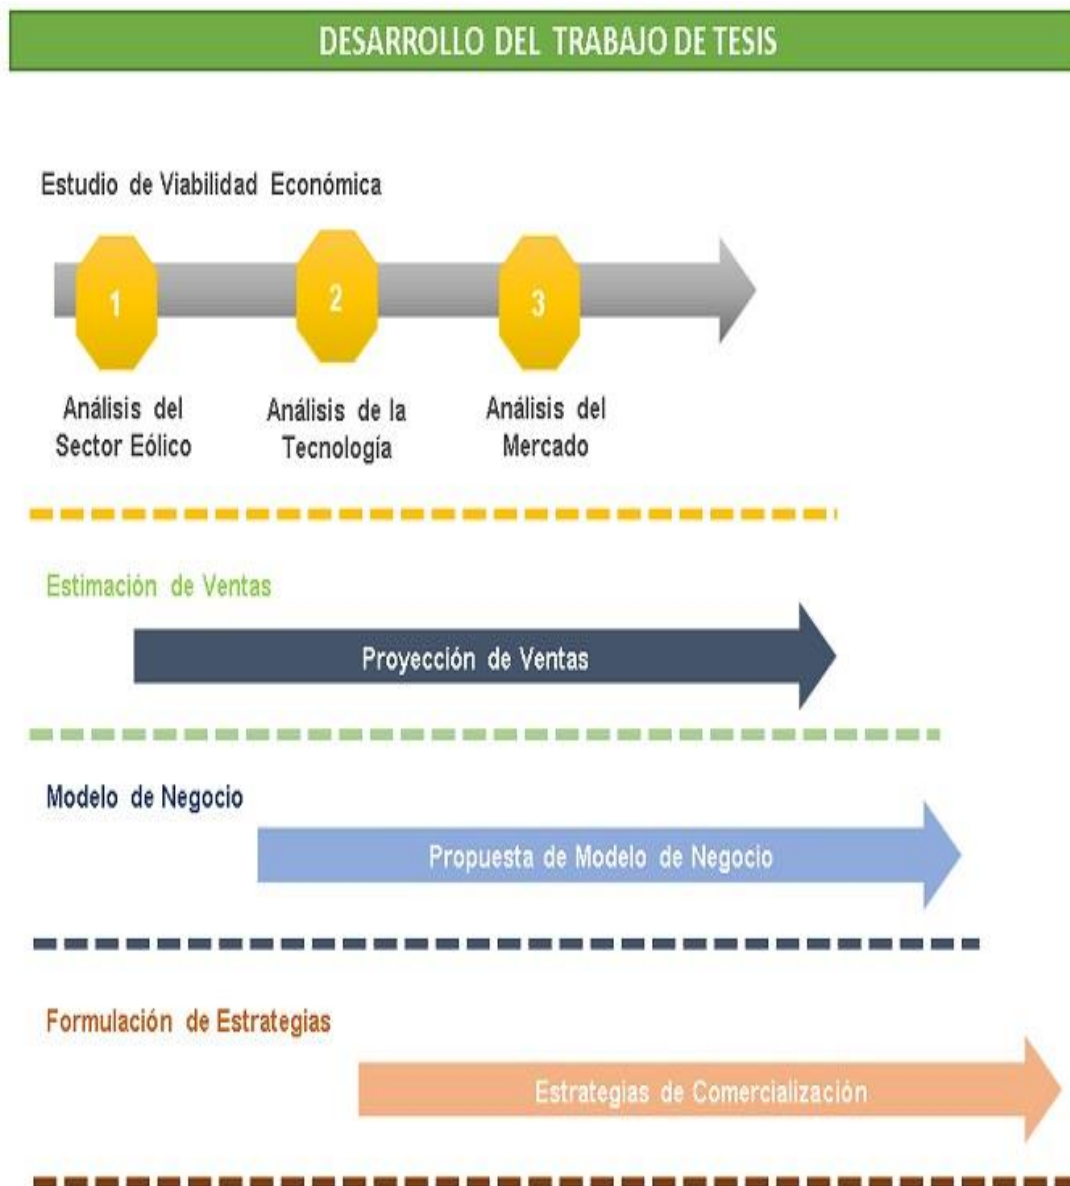 DESARROLLO DEL TRABAJO DE TESIS
Estudio de Viabilidad Económica
1
2
3
Análisis del
Sector Eólico
Análisis de la
Tecnología
Análisis del
Mercado
Estimación de Ventas
Proyección de Ventas
Modelo de Negocio
Propuesta de Modelo de Negocio
Formulación de Estrategias
Estrategias de Comercialización